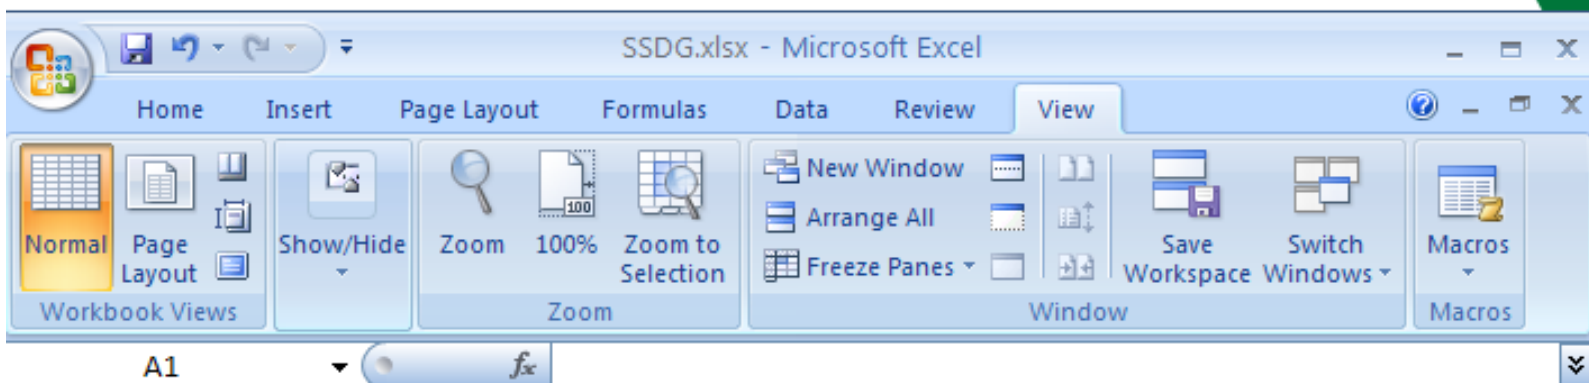 SSDG.xlsx - Microsoft Excel
Home Insert Page Layout Formulas Data Review View
Normal
Page
Layout
Workbook Views
Show/Hide
Zoom
100
100%
Zoom to
Selection
Zoom
New Window
Arrange All
Freeze Panes
Save
Workspace
Switch
Windows
Window
Macros
Macros
A1
fx